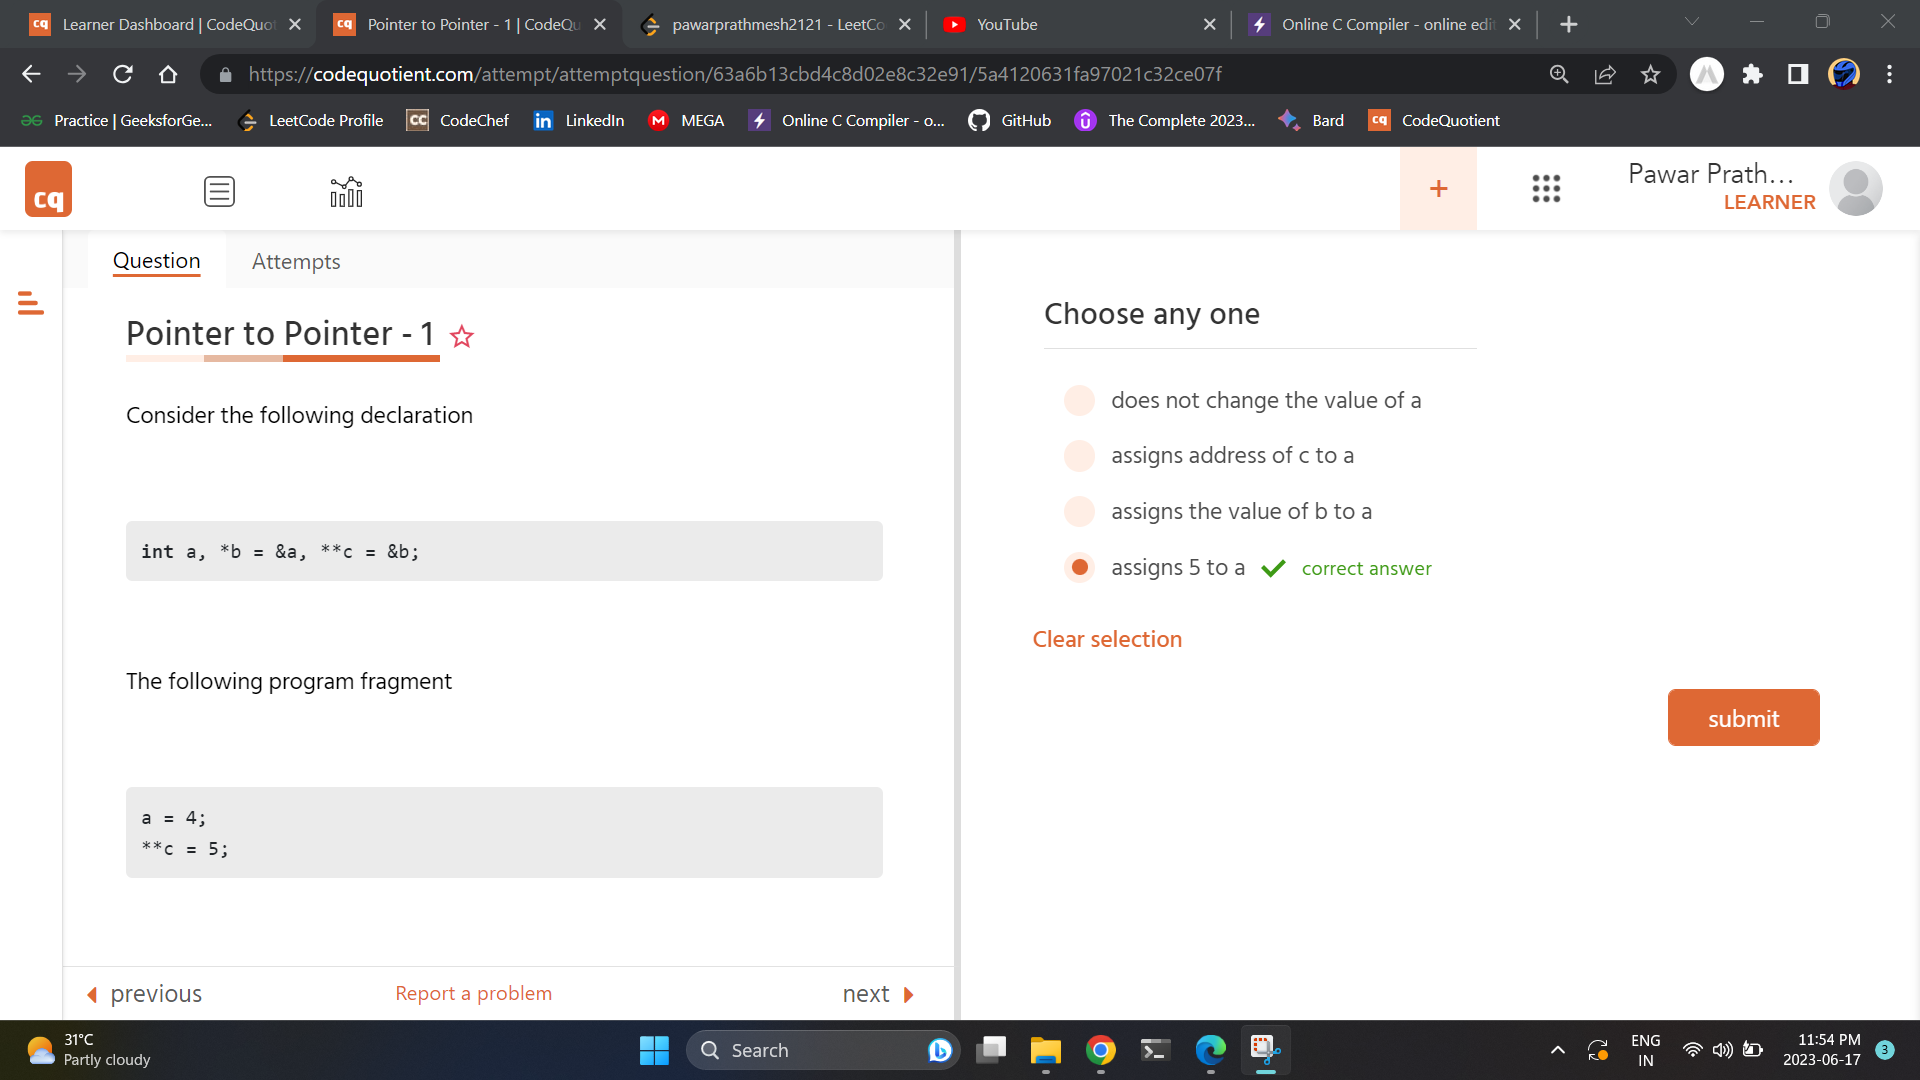 Learner Dashboard | CodeQuot
Pointer to Pointer - 1 | CodeQu
pawarprathmesh2121 - LeetCo
YouTube
Online C Compiler - online edit
https://codequotient.com/attempt/attemptquestion/63a6b13cbd4c8d02e8c32e91/5a4120631fa97021c32ce07f
Practice | GeeksforGe...
LeetCode Profile
CodeChef
LinkedIn
MEGA
Online C Compiler - o...
GitHub
The Complete 2023...
Bard
CodeQuotient
cq
+
Pawar Prath...
LEARNER
Question
Attempts
Pointer to Pointer - 1
Consider the following declaration
int a, *b = &a, **c = &b;
The following program fragment
a = 4;
**c = 5;
previous
Report a problem
next
Choose any one
does not change the value of a
assigns address of c to a
assigns the value of b to a
assigns 5 to a
correct answer
Clear selection
submit
31°C
Partly cloudy
Search
ENG
IN
11:54 PM
2023-06-17
3